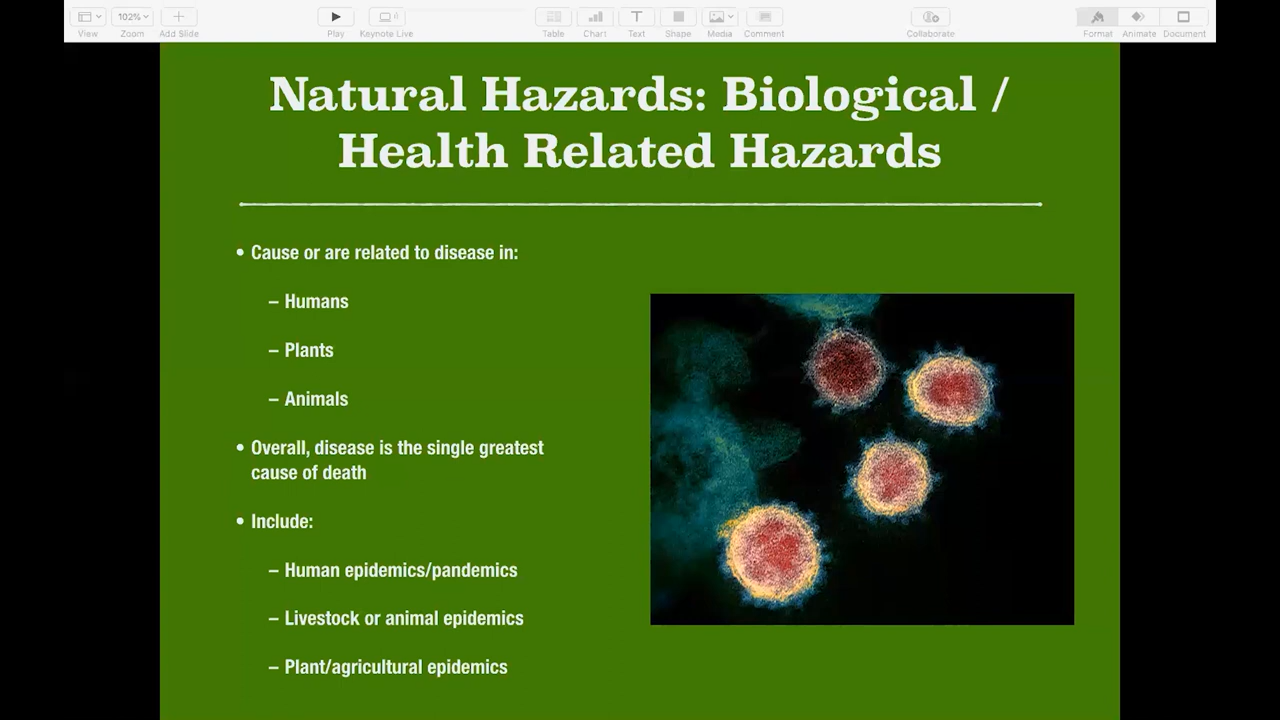 102%
View Zoom Add Slide Play Keynote Live Table Chart Text Shape Media Comment Collaborate Format Animate Document
Natural Hazards: Biological /
Health Related Hazards
• Cause or are related to disease in:
– Humans
– Plants
– Animals
• Overall, disease is the single greatest
cause of death
• Include:
– Human epidemics/pandemics
– Livestock or animal epidemics
– Plant/agricultural epidemics